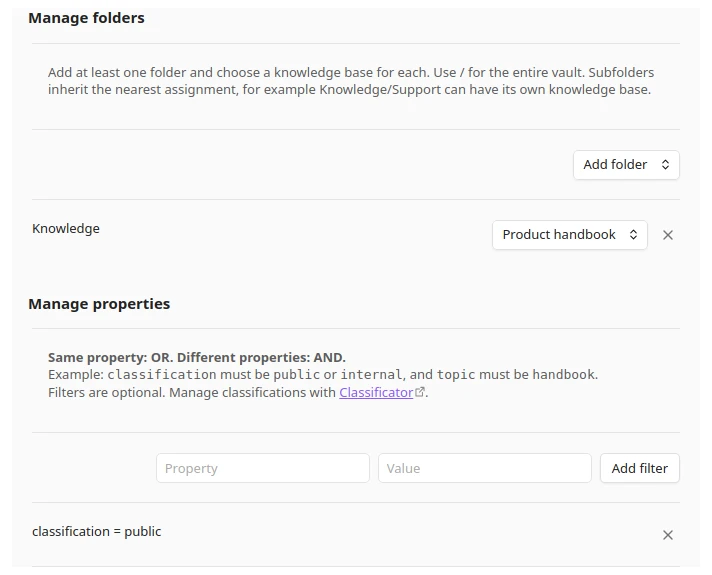 Manage folders
Add at least one folder and choose a knowledge base for each. Use / for the entire vault. Subfolders
inherit the nearest assignment, for example Knowledge/Support can have its own knowledge base.
Add folder
Knowledge
Product handbook
Manage properties
Same property: OR. Different properties: AND.
Example: classification must be public or internal, and topic must be handbook.
Filters are optional. Manage classifications with Classificator.
Property
Value
Add filter
classification = public